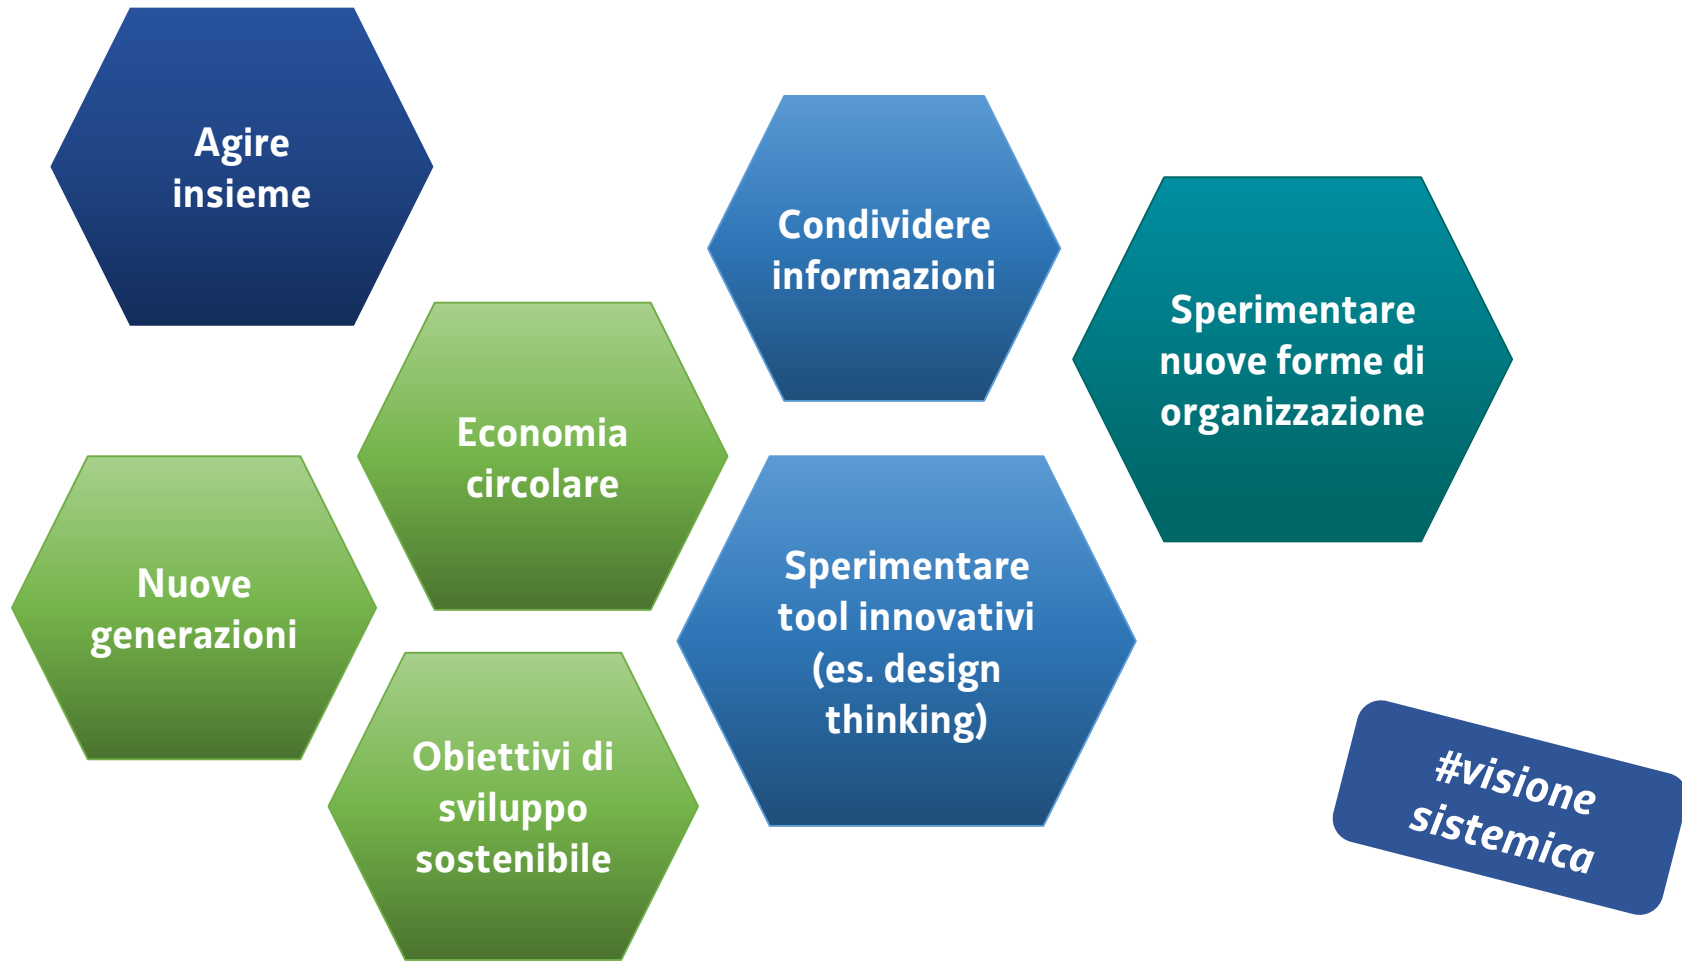 Agire
insieme
Condividere
informazioni
Sperimentare
nuove forme di
organizzazione
Economia
circolare
Nuove
generazioni
Sperimentare
tool innovativi
(es. design
thinking)
Obiettivi di
sviluppo
sostenibile
#visione
sistemica